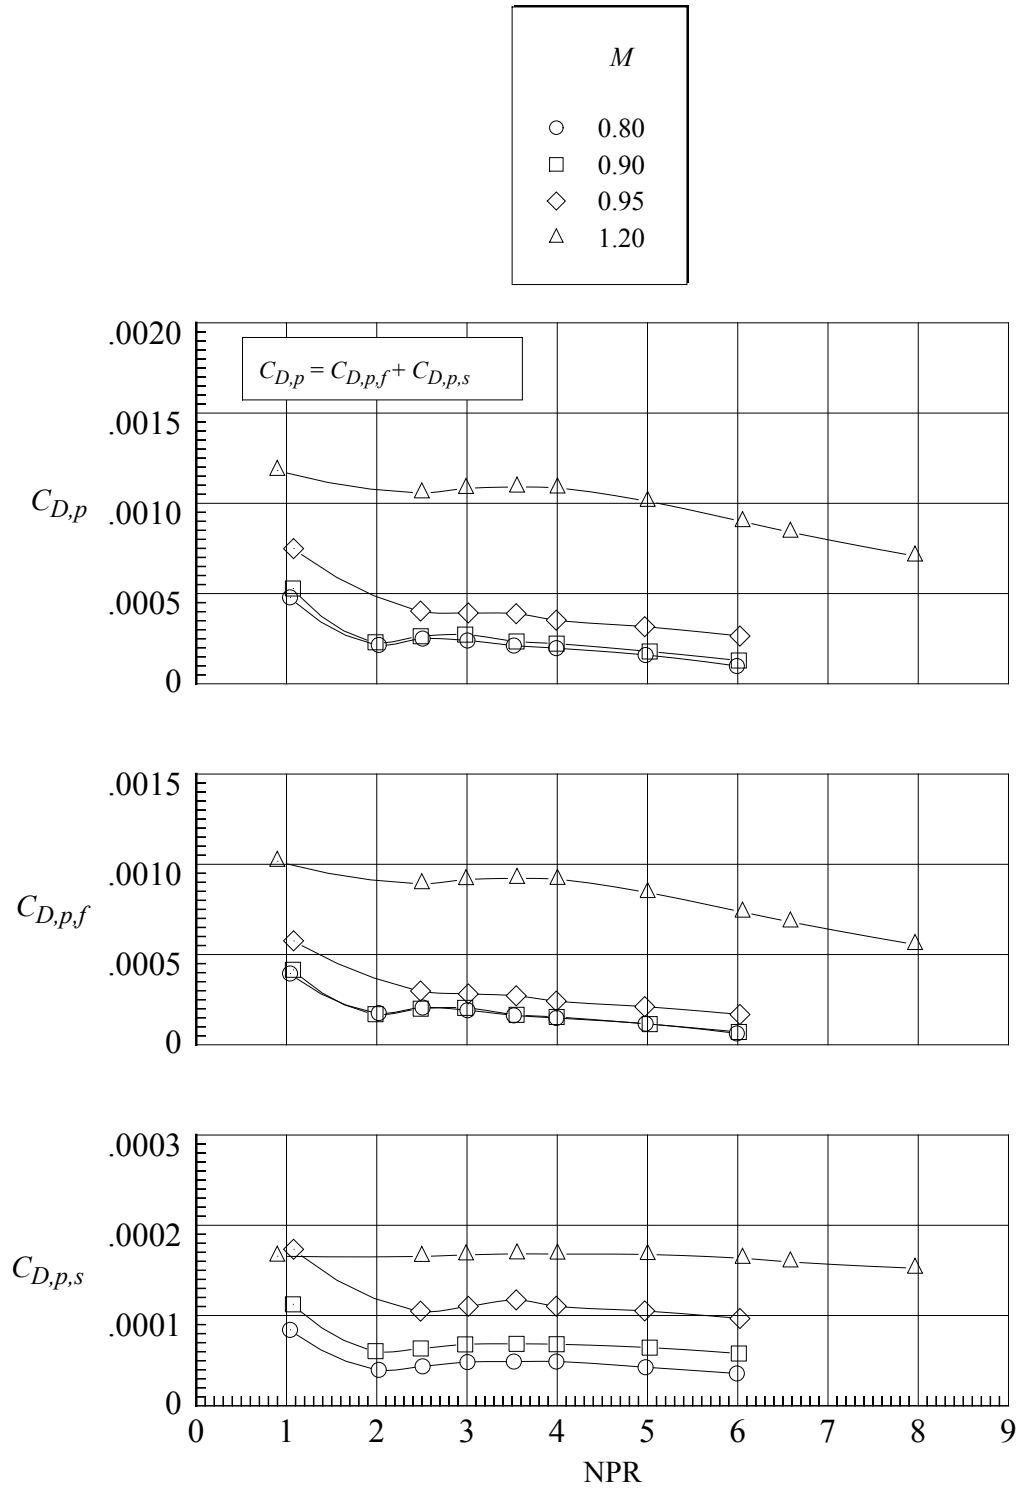 M
0.80
0.90
0.95
1.20
.0020
C_{D,p} = C_{D,p,f} + C_{D,p,s}
.0015
C_{D,p}
.0010
.0005
0
.0015
.0010
C_{D,p,f}
.0005
0
.0003
.0002
C_{D,p,s}
.0001
0
0 1 2 3 4 5 6 7 8 9
NPR